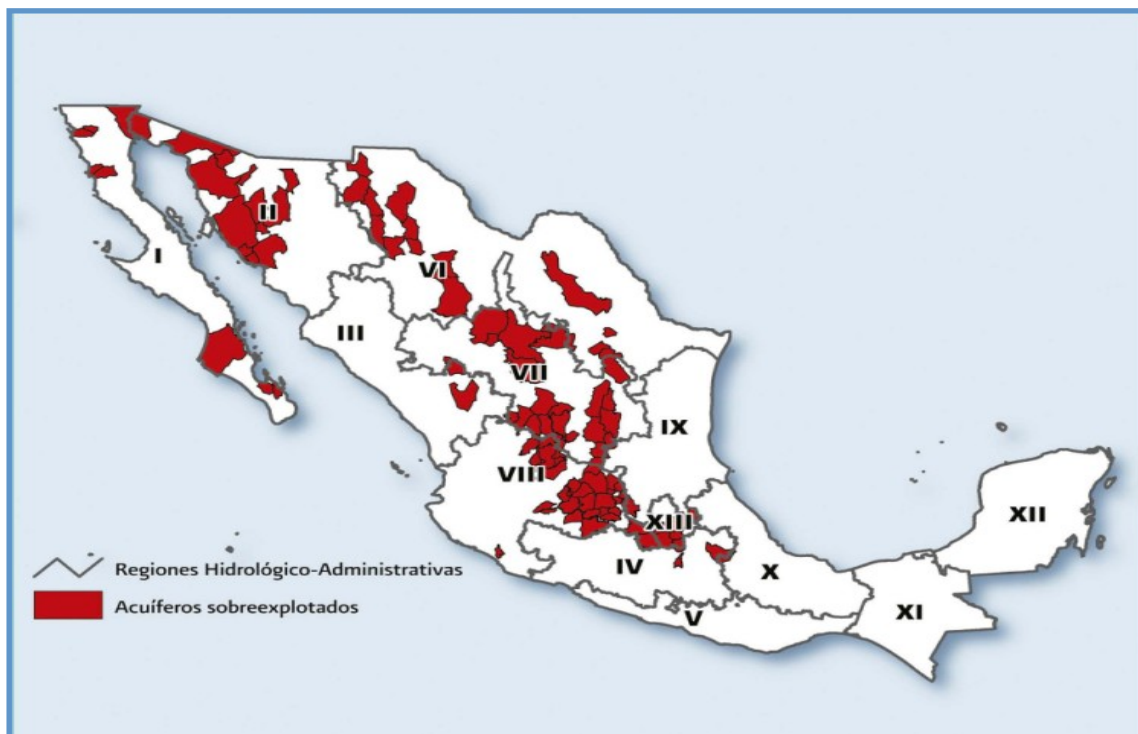 II
I
VI
III
VII
IX
VIII
XIII
XII
IV
X
XI
V
Regiones Hidrológico-Administrativas
Acuíferos sobreexplotados